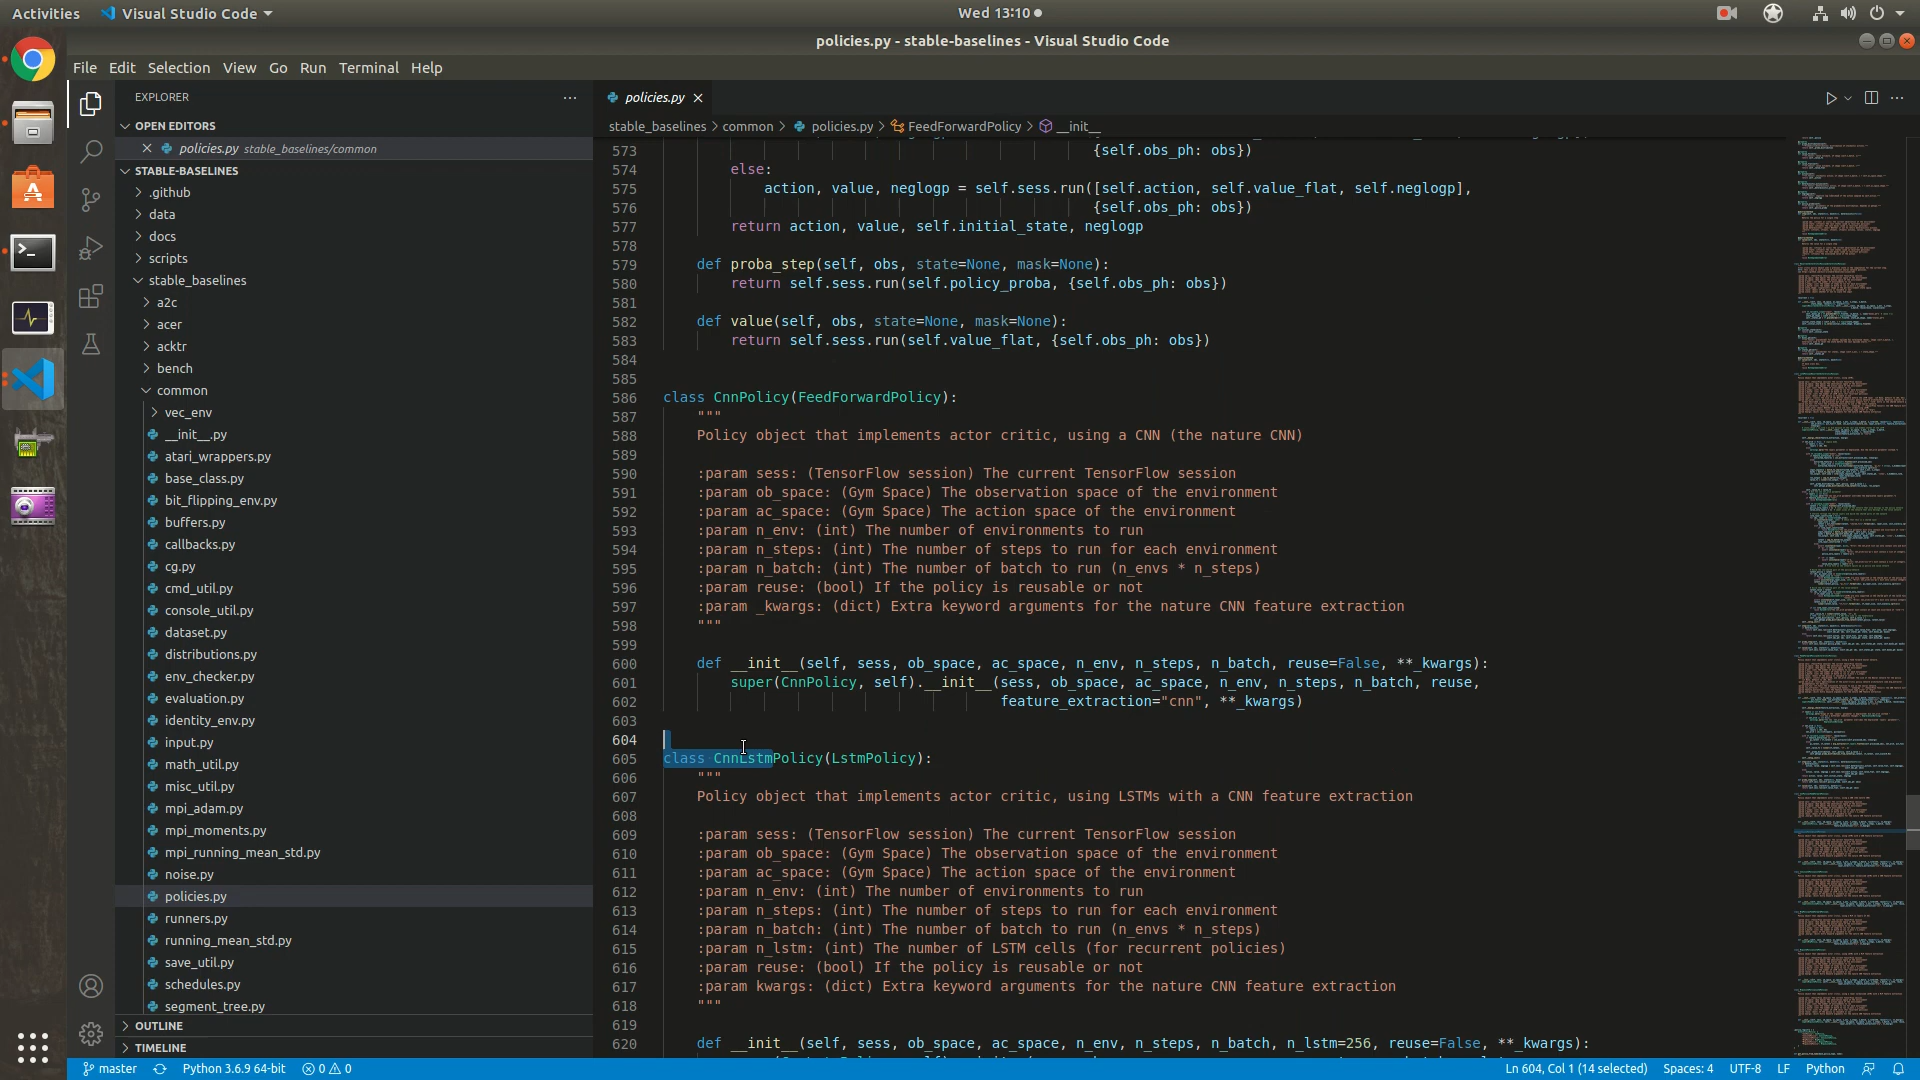 Activities
Visual Studio Code
Wed 13:10
policies.py - stable-baselines - Visual Studio Code
File Edit Selection View Go Run Terminal Help
EXPLORER
OPEN EDITORS
policies.py stable_baselines/common
STABLE-BASELINES
.github
data
docs
scripts
stable_baselines
a2c
acer
acktr
bench
common
vec_env
__init__.py
atari_wrappers.py
base_class.py
bit_flipping_env.py
buffers.py
callbacks.py
cg.py
cmd_util.py
console_util.py
dataset.py
distributions.py
env_checker.py
evaluation.py
identity_env.py
input.py
math_util.py
misc_util.py
mpi_adam.py
mpi_moments.py
mpi_running_mean_std.py
noise.py
policies.py
runners.py
running_mean_std.py
save_util.py
schedules.py
segment_tree.py
OUTLINE
TIMELINE
policies.py
stable_baselines > common > policies.py > FeedForwardPolicy > __init__
573 {self.obs_ph: obs})
574 else:
575 action, value, neglogp = self.sess.run([self.action, self.value_flat, self.neglogp],
576 {self.obs_ph: obs})
577 return action, value, self.initial_state, neglogp
578
579 def proba_step(self, obs, state=None, mask=None):
580 return self.sess.run(self.policy_proba, {self.obs_ph: obs})
581
582 def value(self, obs, state=None, mask=None):
583 return self.sess.run(self.value_flat, {self.obs_ph: obs})
584
585
586 class CnnPolicy(FeedForwardPolicy):
587 """
588 Policy object that implements actor critic, using a CNN (the nature CNN)
589
590 :param sess: (TensorFlow session) The current TensorFlow session
591 :param ob_space: (Gym Space) The observation space of the environment
592 :param ac_space: (Gym Space) The action space of the environment
593 :param n_env: (int) The number of environments to run
594 :param n_steps: (int) The number of steps to run for each environment
595 :param n_batch: (int) The number of batch to run (n_envs * n_steps)
596 :param reuse: (bool) If the policy is reusable or not
597 :param _kwargs: (dict) Extra keyword arguments for the nature CNN feature extraction
598 """
599
600 def __init__(self, sess, ob_space, ac_space, n_env, n_steps, n_batch, reuse=False, **_kwargs):
601 super(CnnPolicy, self).__init__(sess, ob_space, ac_space, n_env, n_steps, n_batch, reuse,
602 feature_extraction="cnn", **_kwargs)
603
604
605 class CnnLstmPolicy(LstmPolicy):
606 """
607 Policy object that implements actor critic, using LSTMs with a CNN feature extraction
608
609 :param sess: (TensorFlow session) The current TensorFlow session
610 :param ob_space: (Gym Space) The observation space of the environment
611 :param ac_space: (Gym Space) The action space of the environment
612 :param n_env: (int) The number of environments to run
613 :param n_steps: (int) The number of steps to run for each environment
614 :param n_batch: (int) The number of batch to run (n_envs * n_steps)
615 :param n_lstm: (int) The number of LSTM cells (for recurrent policies)
616 :param reuse: (bool) If the policy is reusable or not
617 :param kwargs: (dict) Extra keyword arguments for the nature CNN feature extraction
618 """
619
620 def __init__(self, sess, ob_space, ac_space, n_env, n_steps, n_batch, n_lstm=256, reuse=False, **_kwargs):
master
Python 3.6.9 64-bit
0 0
Ln 604, Col 1 (14 selected)
Spaces: 4
UTF-8
LF
Python